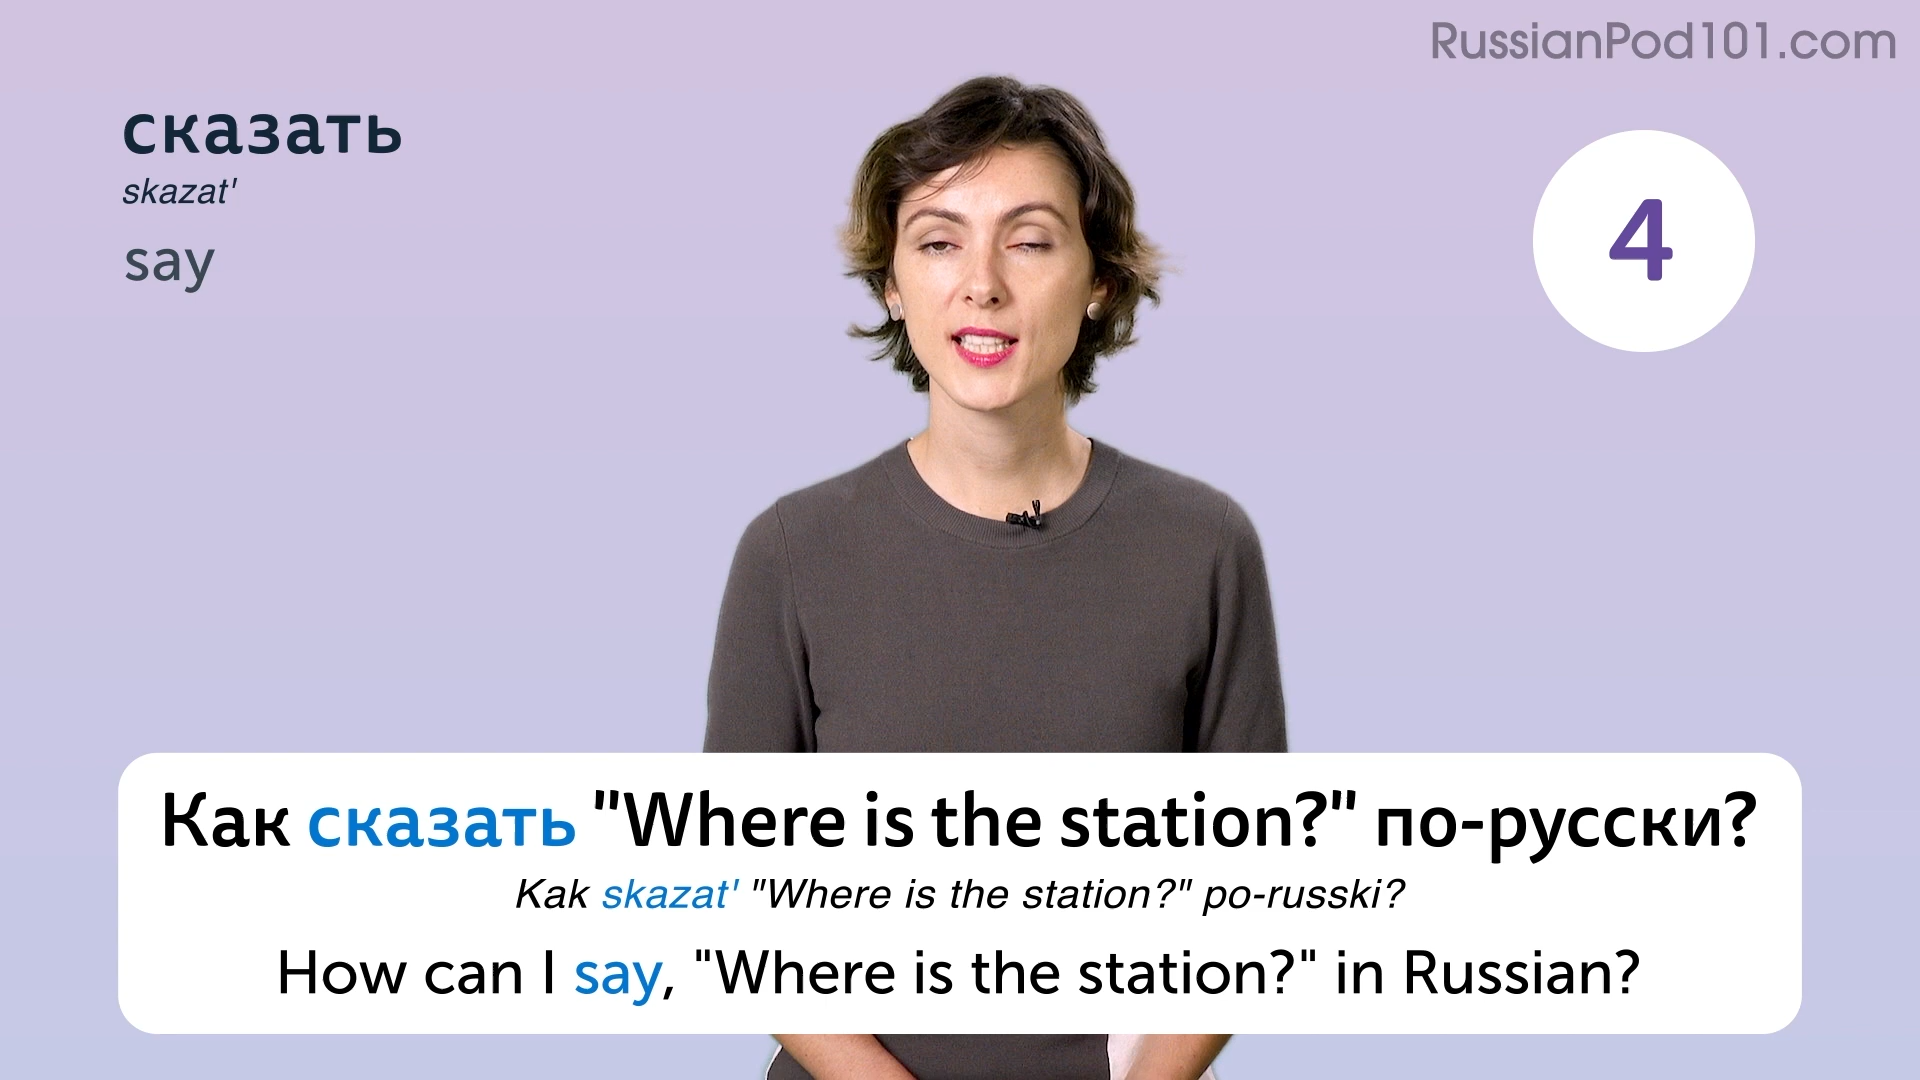 RussianPod101.com
сказать
skazat'
say
4
Как сказать "Where is the station?" по-русски?
Kak skazat' "Where is the station?" po-russki?
How can I say, "Where is the station?" in Russian?